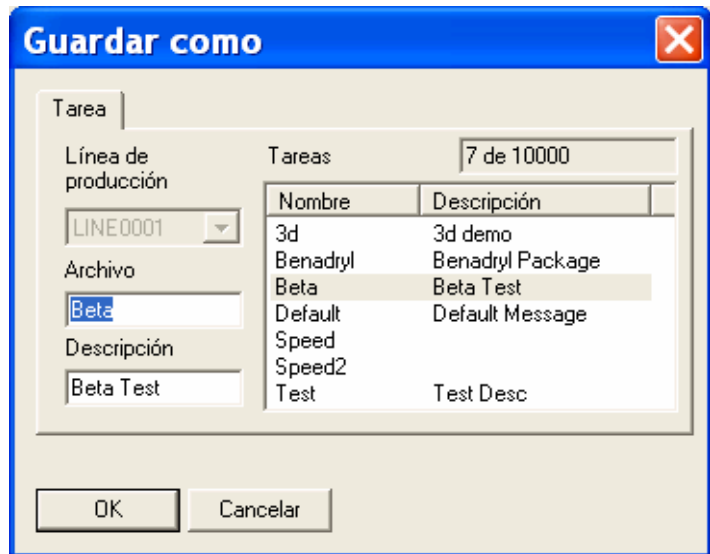 Guardar como
Tarea
Línea de
producción
LINE0001
Archivo
Beta
Descripción
Beta Test
Tareas 7 de 10000
Nombre Descripción
3d 3d demo
Benadryl Benadryl Package
Beta Beta Test
Default Default Message
Speed
Speed2
Test Test Desc
OK Cancelar